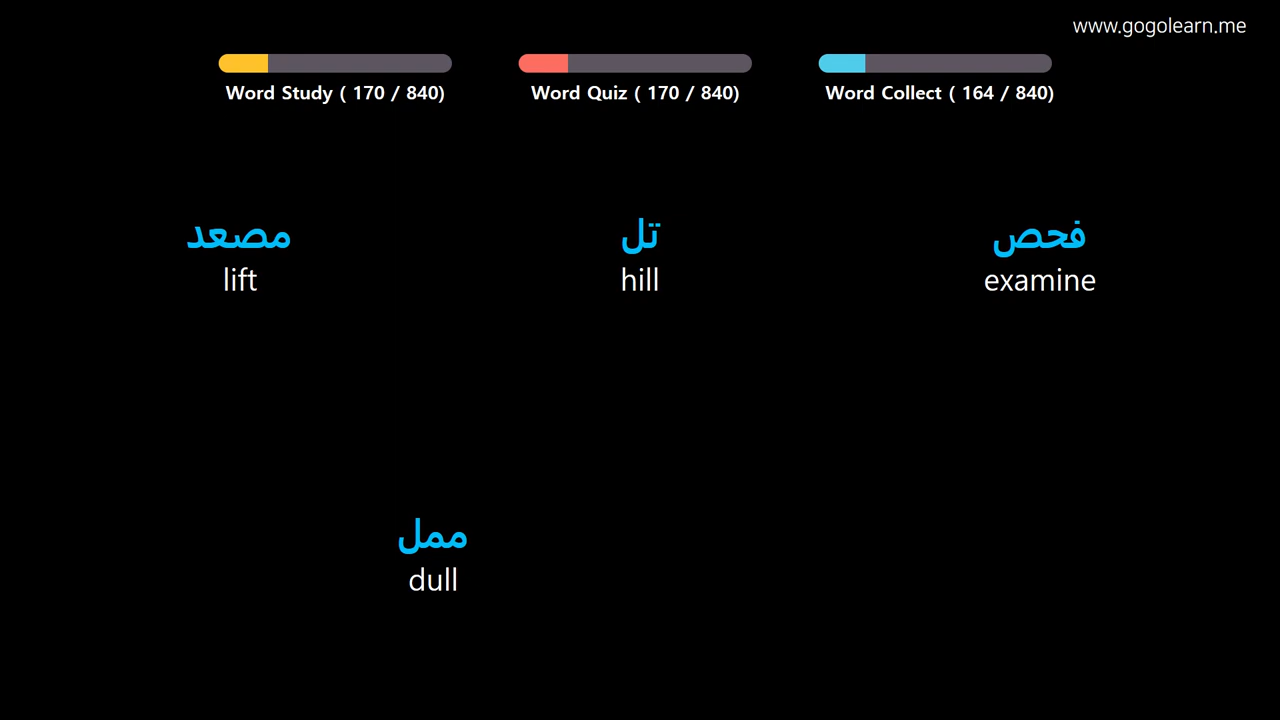 www.gogolearn.me
Word Study ( 170 / 840)
Word Quiz ( 170 / 840)
Word Collect ( 164 / 840)
مصعد
lift
تل
hill
فحص
examine
ممل
dull